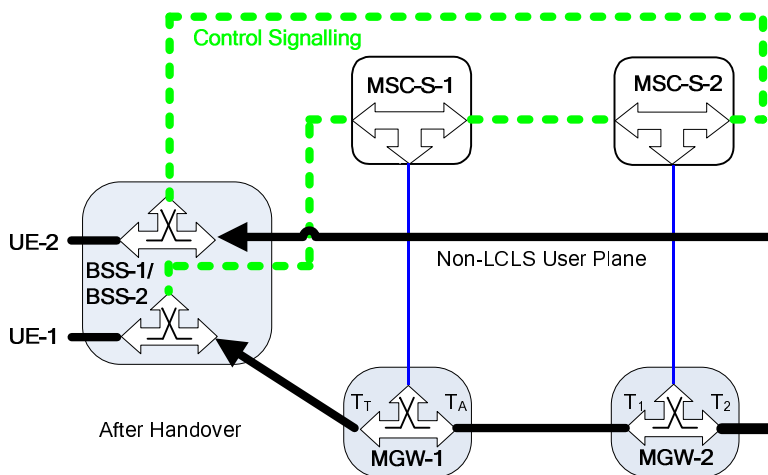 Control Signalling
MSC-S-1
MSC-S-2
UE-2
Non-LCLS User Plane
BSS-1/
BSS-2
UE-1
TT
TA
T1
T2
After Handover
MGW-1
MGW-2